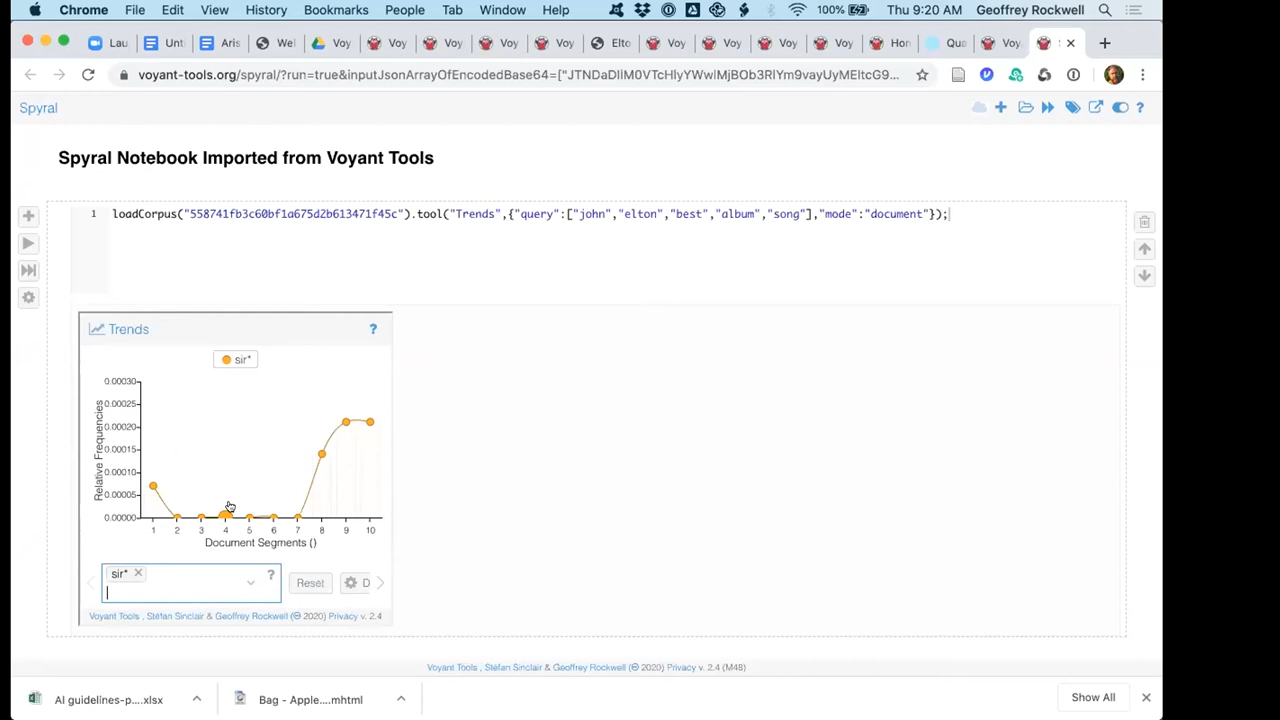 Chrome File Edit View History Bookmarks People Tab Window Help 100% Thu 9:20 AM Geoffrey Rockwell
Lau Unt Aris We Voy Voy Voy Voy Voy Elto Voy Voy Voy Voy Hor Qua Voy
voyant-tools.org/spyral/?run=true&inputJsonArrayOfEncodedBase64=
Spyral
?
Spyral Notebook Imported from Voyant Tools
1 loadCorpus("558741fb3c60bf1a675d2b613471f45c").tool("Trends",{"query":["john","elton","best","album","song"],"mode":"document"});
Trends ?
sir*
0.00030
0.00025
0.00020
0.00015
0.00010
0.00005
0.00000
Relative Frequencies
1 2 3 4 5 6 7 8 9 10
Document Segments ()
sir* ? Reset D
Voyant Tools , Stéfan Sinclair & Geoffrey Rockwell (© 2020) Privacy v. 2.4
Voyant Tools , Stéfan Sinclair & Geoffrey Rockwell (© 2020) Privacy v. 2.4 (M48)
AI guidelines-p....xlsx Bag - Apple....mhtml Show All